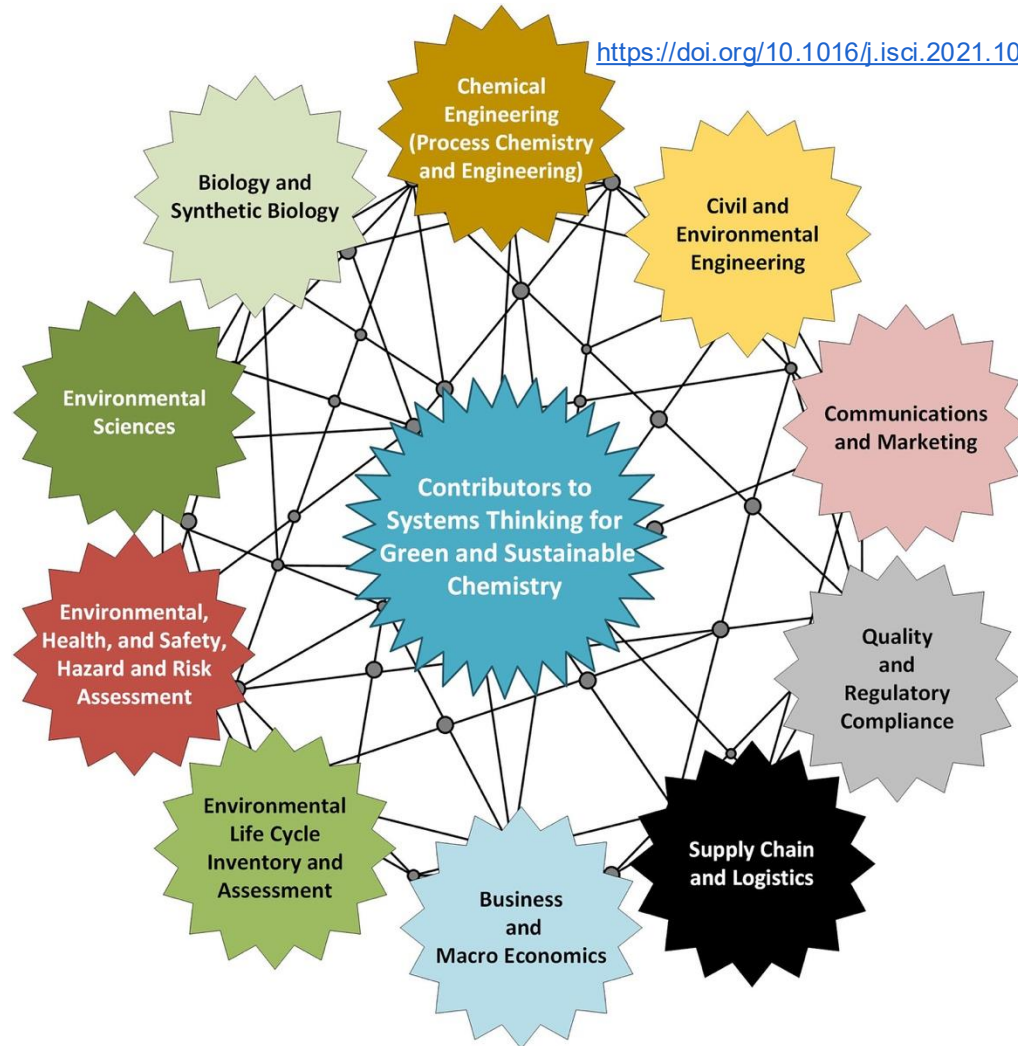 https://doi.org/10.1016/j.isci.2021.10
Chemical
Engineering
(Process Chemistry
and Engineering)
Biology and
Synthetic Biology
Civil and
Environmental
Engineering
Environmental
Sciences
Communications
and Marketing
Contributors to
Systems Thinking for
Green and Sustainable
Chemistry
Environmental,
Health, and Safety,
Hazard and Risk
Assessment
Quality
and
Regulatory
Compliance
Environmental
Life Cycle
Inventory and
Assessment
Supply Chain
and Logistics
Business
and
Macro Economics